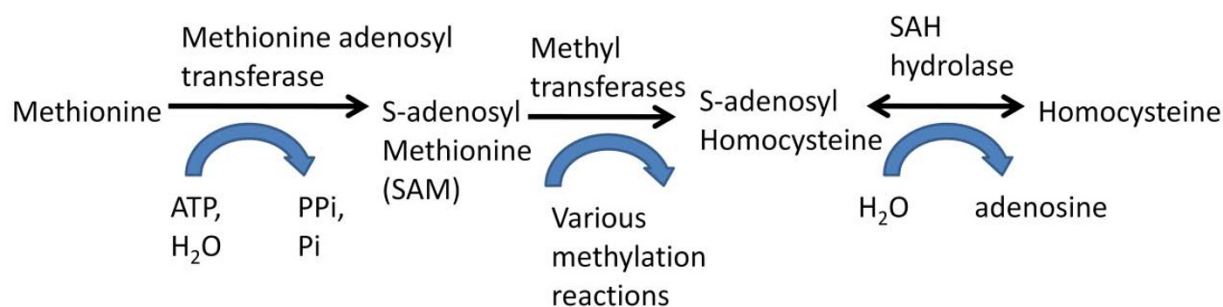 Methionine adenosyl
transferase
Methyl
transferases
SAH
hydrolase
Methionine
S-adenosyl
Methionine
(SAM)
S-adenosyl
Homocysteine
Homocysteine
ATP,
H₂O
PPi,
Pi
Various
methylation
reactions
H₂O
adenosine